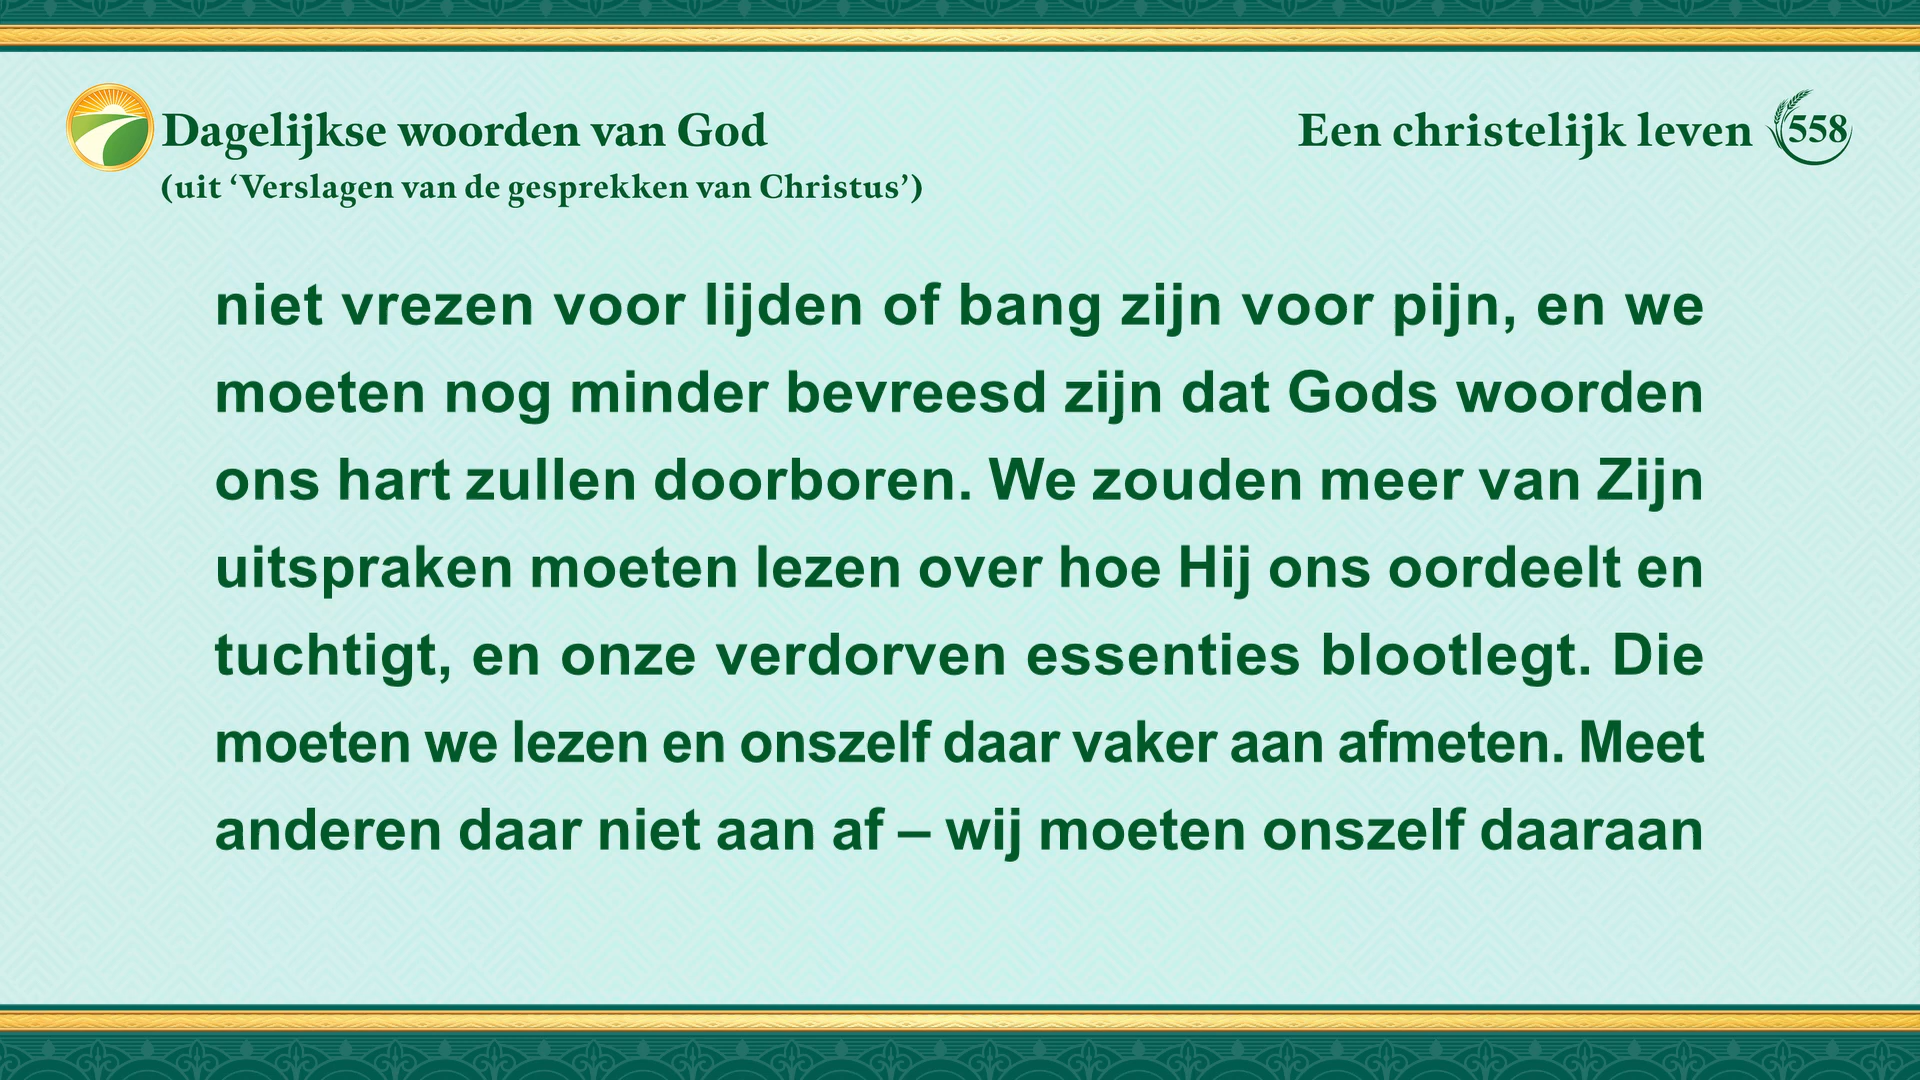 Dagelijkse woorden van God
(uit ‘Verslagen van de gesprekken van Christus’)
Een christelijk leven 558
niet vrezen voor lijden of bang zijn voor pijn, en we
moeten nog minder bevreesd zijn dat Gods woorden
ons hart zullen doorboren. We zouden meer van Zijn
uitspraken moeten lezen over hoe Hij ons oordeelt en
tuchtigt, en onze verdorven essenties blootlegt. Die
moeten we lezen en onszelf daar vaker aan afmeten. Meet
anderen daar niet aan af – wij moeten onszelf daaraan